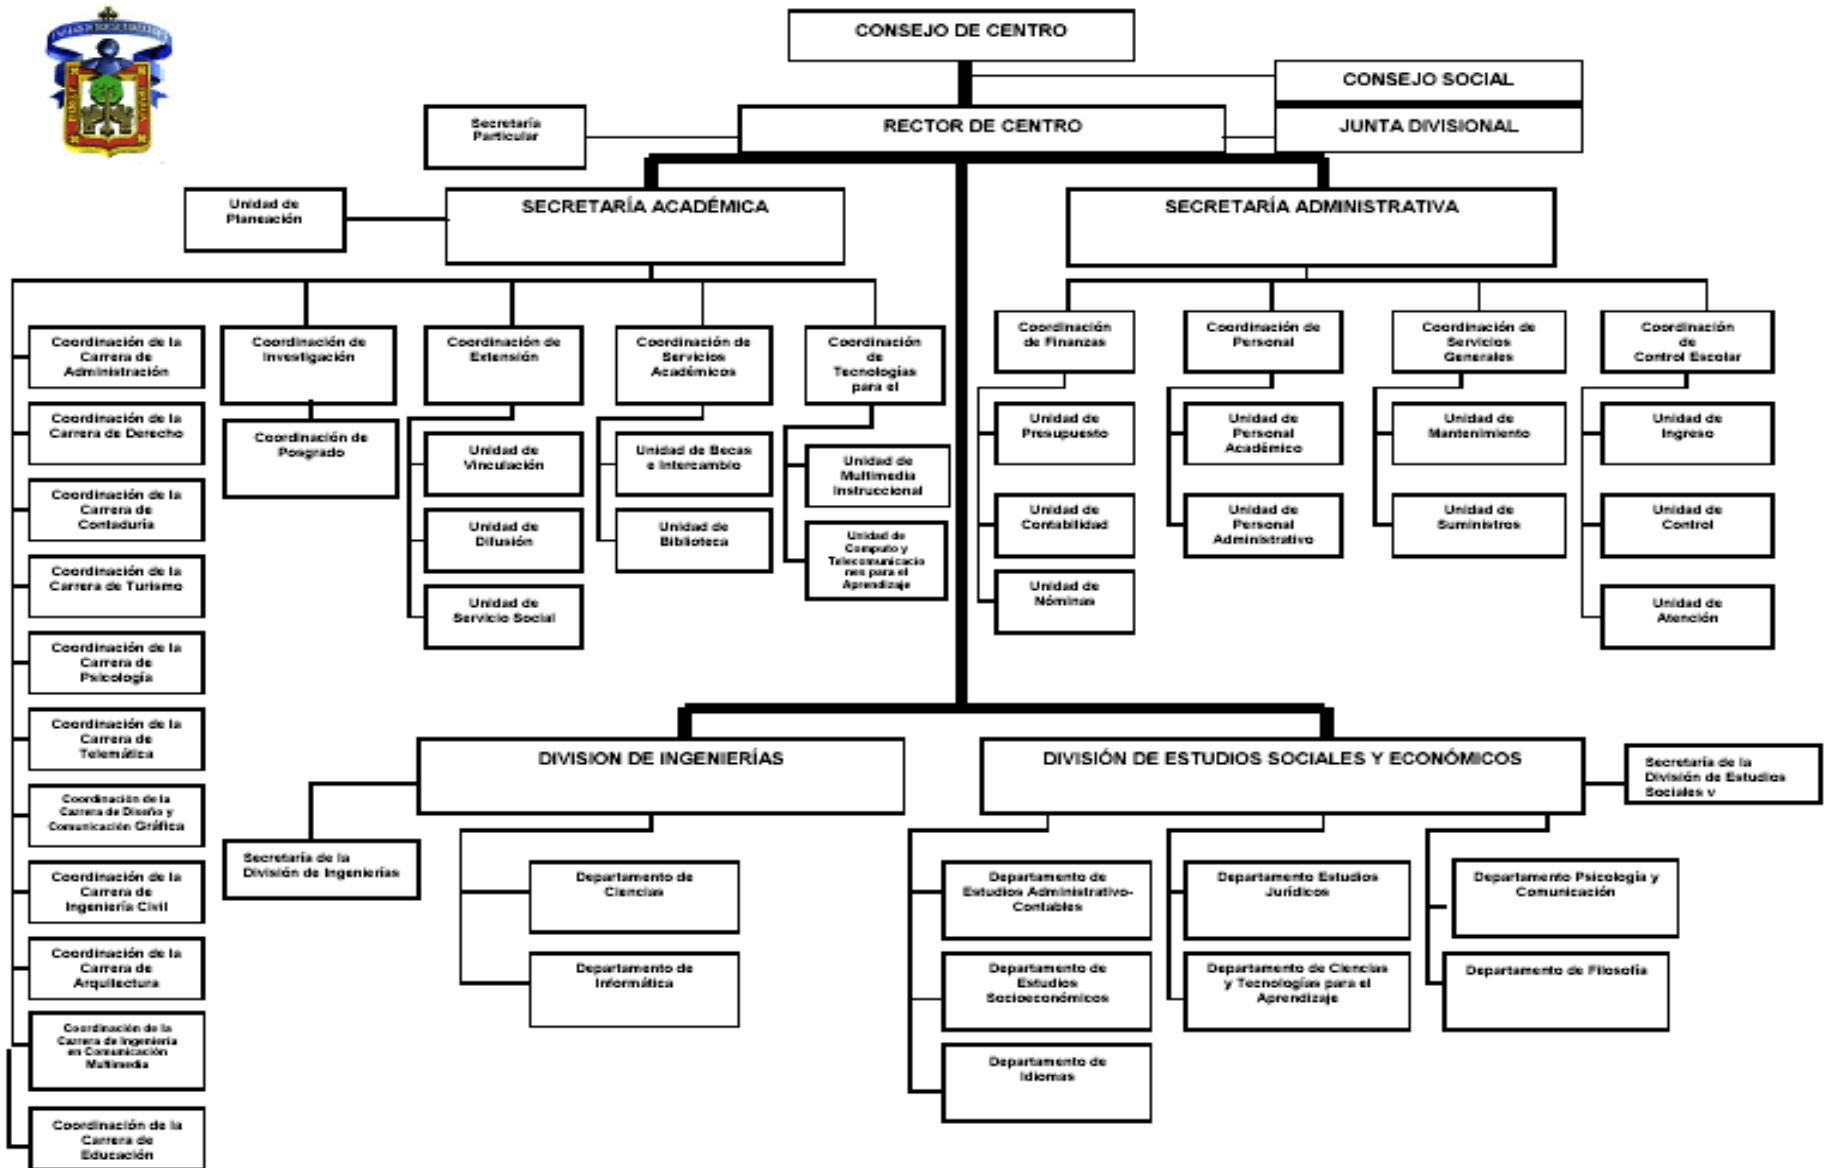 CONSEJO DE CENTRO
CONSEJO SOCIAL
Secretaría
Particular
RECTOR DE CENTRO
JUNTA DIVISIONAL
Unidad de
Planeación
SECRETARÍA ACADÉMICA
SECRETARÍA ADMINISTRATIVA
Coordinación de la
Carrera de
Administración
Coordinación de la
Carrera de Derecho
Coordinación de la
Carrera de
Contaduría
Coordinación de la
Carrera de Turismo
Coordinación de la
Carrera de
Psicología
Coordinación de la
Carrera de
Telemática
Coordinación de la
Carrera de Diseño y
Comunicación Gráfica
Coordinación de la
Carrera de
Ingeniería Civil
Coordinación de la
Carrera de
Arquitectura
Coordinación de la
Carrera de Ingeniería
en Comunicación
Multimedia
Coordinación de la
Carrera de
Educación
Coordinación de
Investigación
Coordinación de
Posgrado
Coordinación de
Extensión
Unidad de
Vinculación
Unidad de
Difusión
Unidad de
Servicio Social
Coordinación de
Servicios
Académicos
Unidad de Becas
e Intercambio
Unidad de
Biblioteca
Coordinación
de
Tecnologías
para el
Unidad de
Multimedia
Instruccional
Unidad de
Computo y
Telecomunicacio
nes para el
Aprendizaje
Coordinación
de Finanzas
Unidad de
Presupuesto
Unidad de
Contabilidad
Unidad de
Nóminas
Coordinación de
Personal
Unidad de
Personal
Académico
Unidad de
Personal
Administrativo
Coordinación de
Servicios
Generales
Unidad de
Mantenimiento
Unidad de
Suministros
Coordinación
de
Control Escolar
Unidad de
Ingreso
Unidad de
Control
Unidad de
Atención
DIVISION DE INGENIERÍAS
Secretaría de la
División de Ingenierías
Departamento de
Ciencias
Departamento de
Informática
DIVISIÓN DE ESTUDIOS SOCIALES Y ECONÓMICOS
Secretaría de la
División de Estudios
Sociales v
Departamento de
Estudios Administrativo-
Contables
Departamento de
Estudios
Socioeconómicos
Departamento de
Idiomas
Departamento Estudios
Jurídicos
Departamento de Ciencias
y Tecnologías para el
Aprendizaje
Departamento Psicología y
Comunicación
Departamento de Filosofía